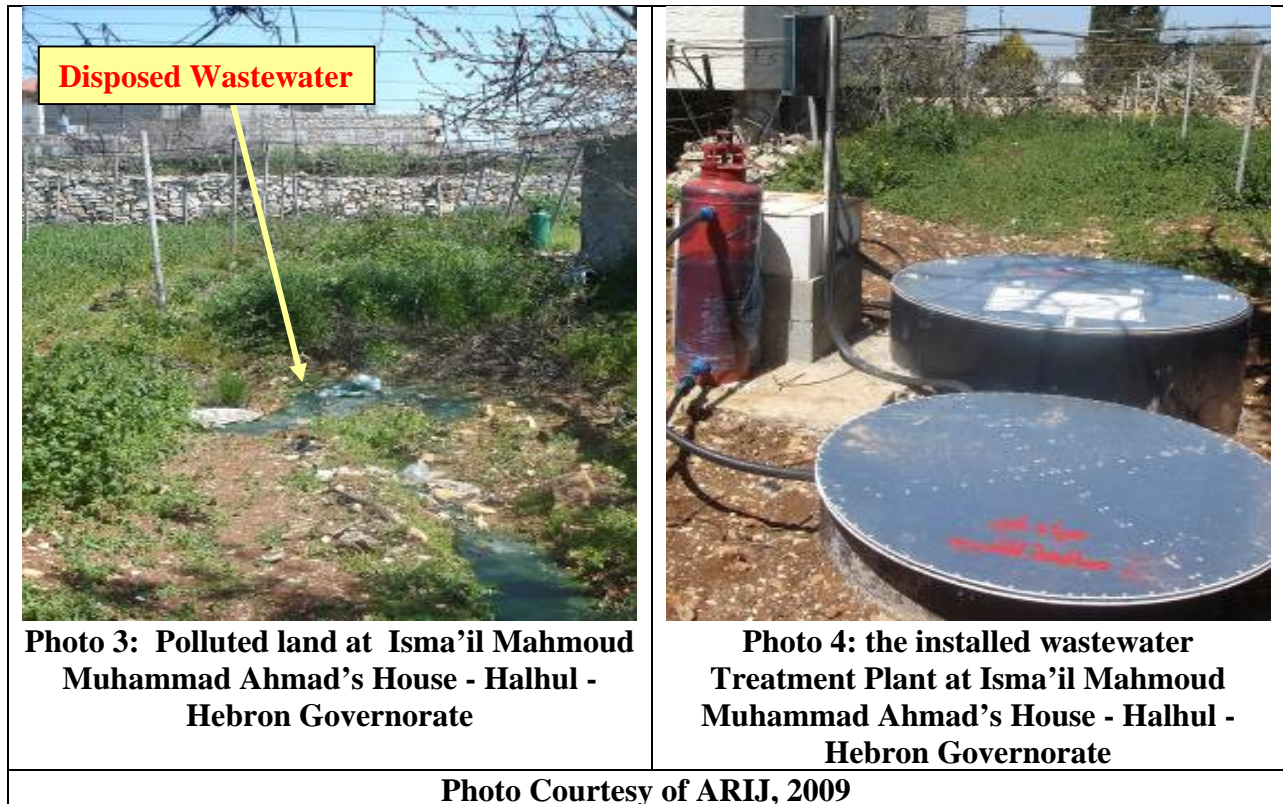 Disposed Wastewater
Photo 3: Polluted land at Isma’il Mahmoud
Muhammad Ahmad’s House - Halhul -
Hebron Governorate
Photo 4: the installed wastewater
Treatment Plant at Isma’il Mahmoud
Muhammad Ahmad’s House - Halhul -
Hebron Governorate
Photo Courtesy of ARIJ, 2009